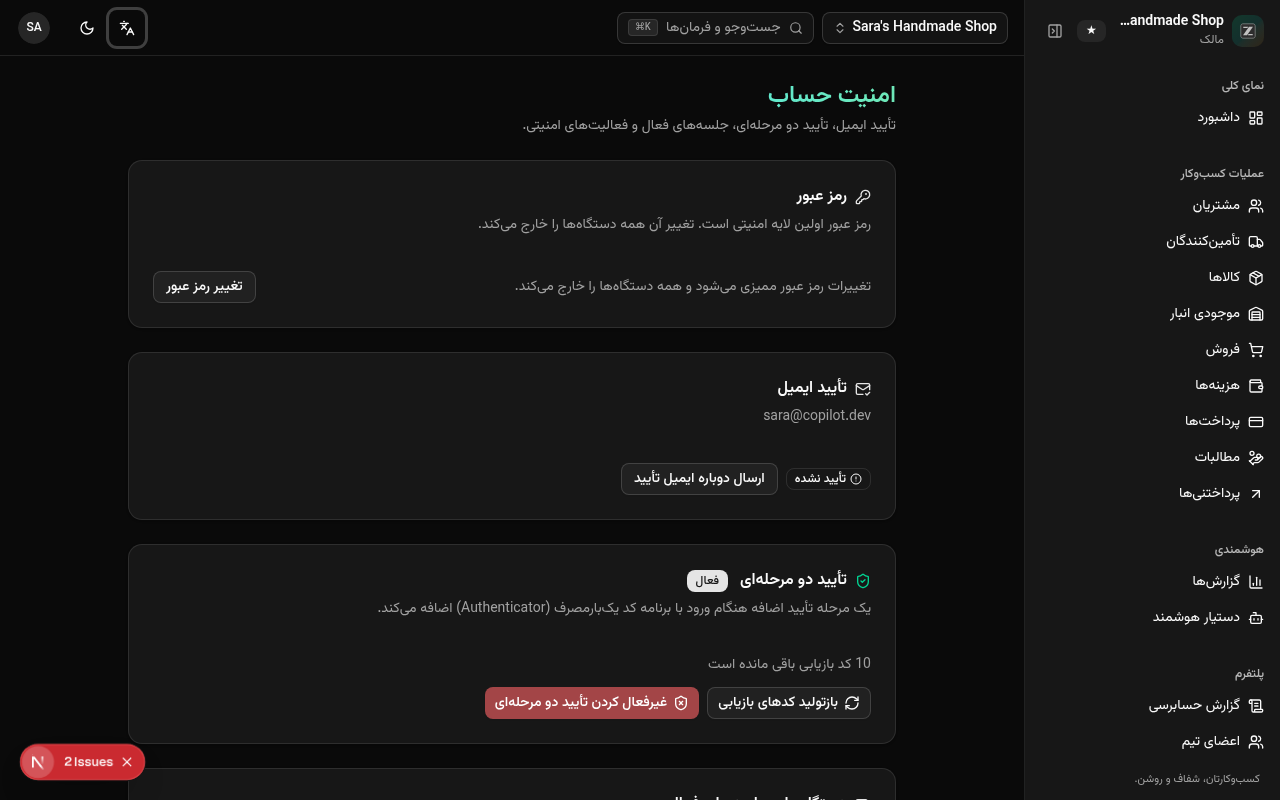 ...andmade Shop
مالک
Sara's Handmade Shop
جست‌وجو و فرمان‌ها
⌘K
SA
نمای کلی
داشبورد
عملیات کسب‌وکار
مشتریان
تأمین‌کنندگان
کالاها
موجودی انبار
فروش
هزینه‌ها
پرداخت‌ها
مطالبات
پرداختنی‌ها
هوشمندی
گزارش‌ها
دستیار هوشمند
پلتفرم
گزارش حسابرسی
اعضای تیم
کسب‌وکارتان، شفاف و روشن.
امنیت حساب
تأیید ایمیل، تأیید دو مرحله‌ای، جلسه‌های فعال و فعالیت‌های امنیتی.
رمز عبور
رمز عبور اولین لایه امنیتی است. تغییر آن همه دستگاه‌ها را خارج می‌کند.
تغییرات رمز عبور ممیزی می‌شود و همه دستگاه‌ها را خارج می‌کند.
تغییر رمز عبور
تأیید ایمیل
sara@copilot.dev
تأیید نشده
ارسال دوباره ایمیل تأیید
تأیید دو مرحله‌ای
فعال
یک مرحله تأیید اضافه هنگام ورود با برنامه کد یک‌بارمصرف (Authenticator) اضافه می‌کند.
10 کد بازیابی باقی مانده است
بازتولید کدهای بازیابی
غیرفعال کردن تأیید دو مرحله‌ای
N
2 Issues